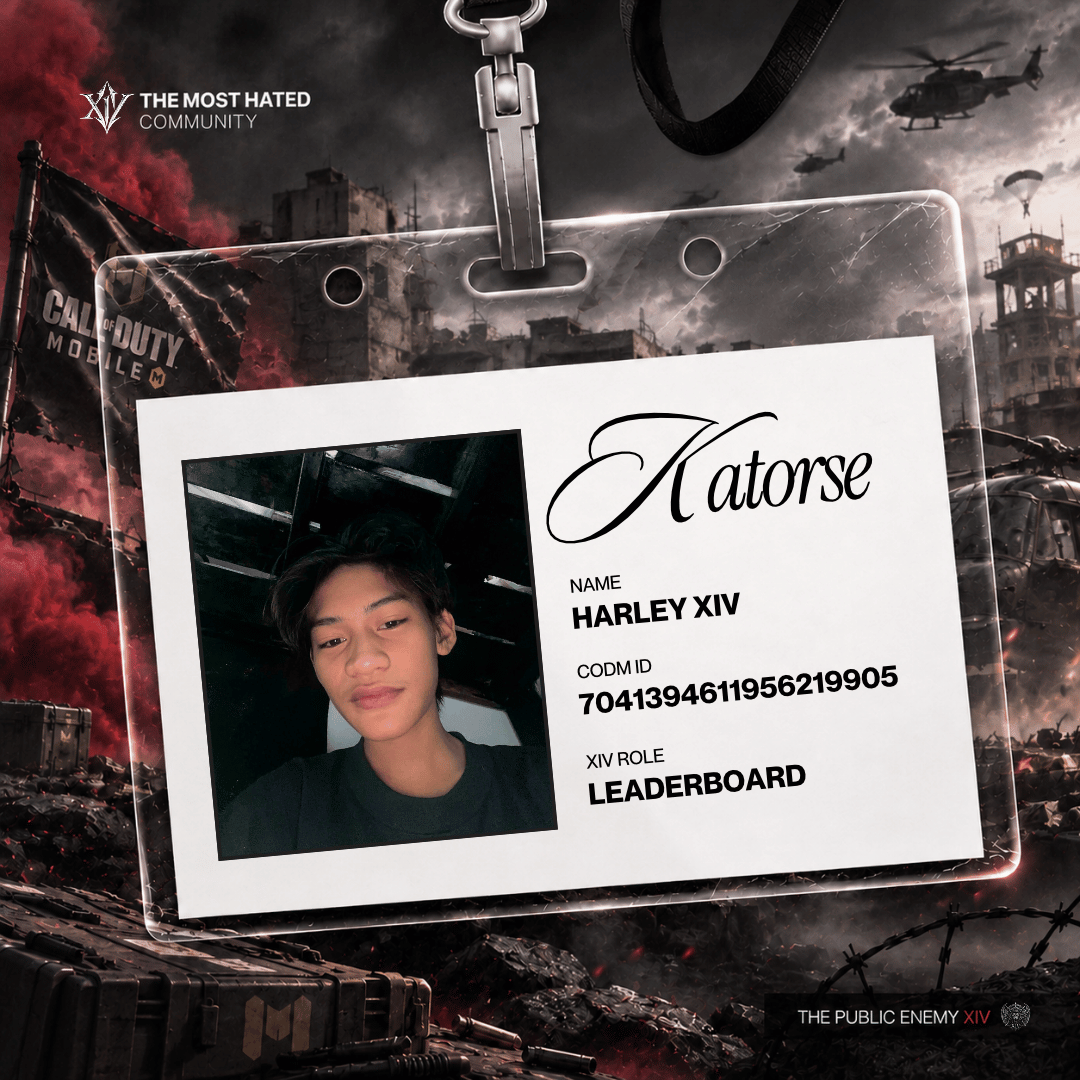 XIV
THE MOST HATED
COMMUNITY
CALL OF DUTY
MOBILE
Katorse
NAME
HARLEY XIV
CODM ID
7041394611956219905
XIV ROLE
LEADERBOARD
THE PUBLIC ENEMY XIV